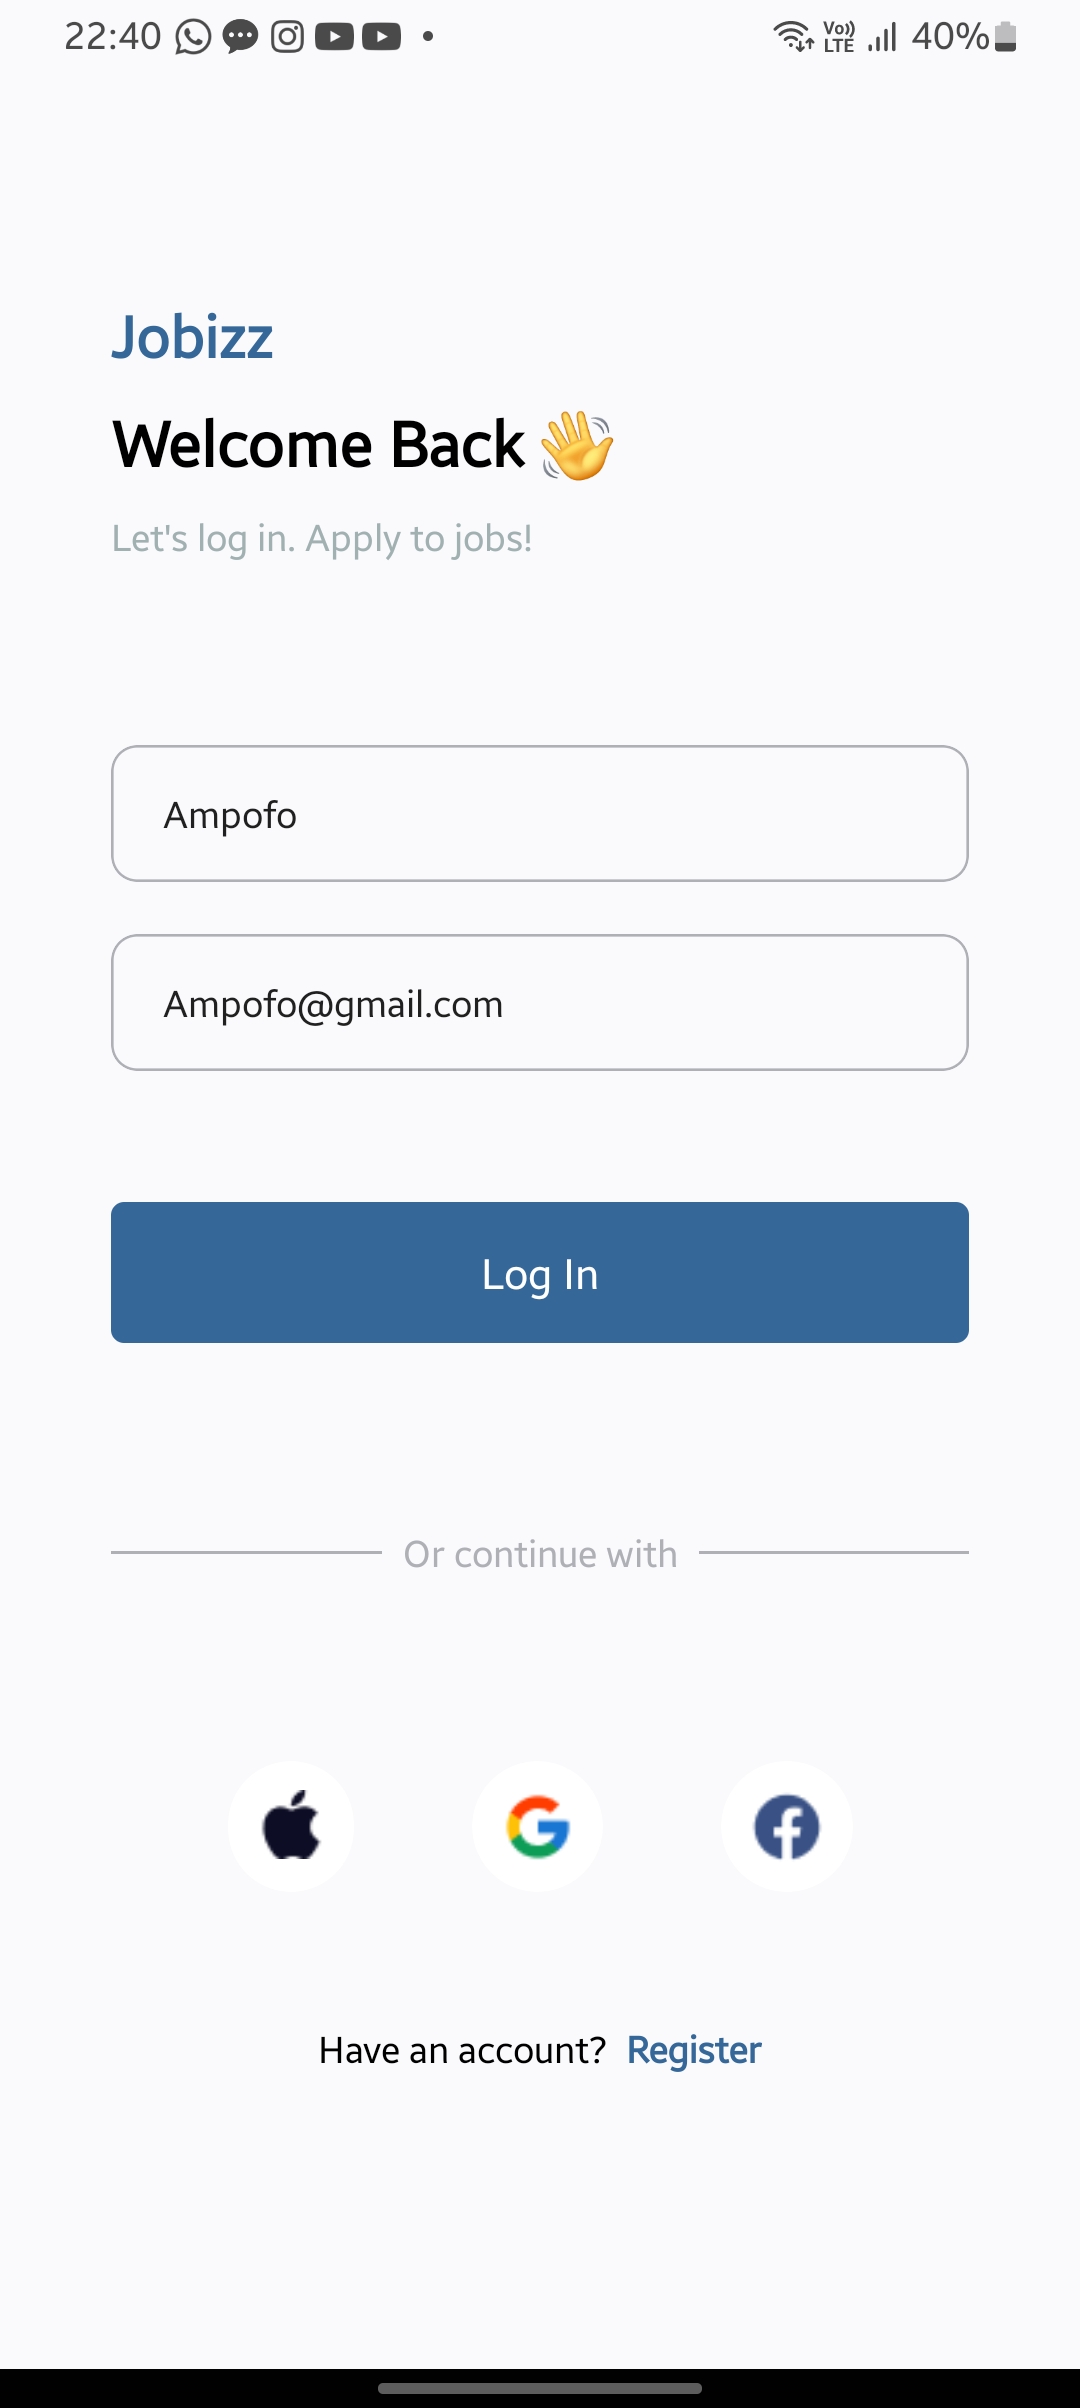 22:40 Vo)) LTE 40%
Jobizz
Welcome Back 👋
Let's log in. Apply to jobs!
Ampofo
Ampofo@gmail.com
Log In
Or continue with
Have an account? Register